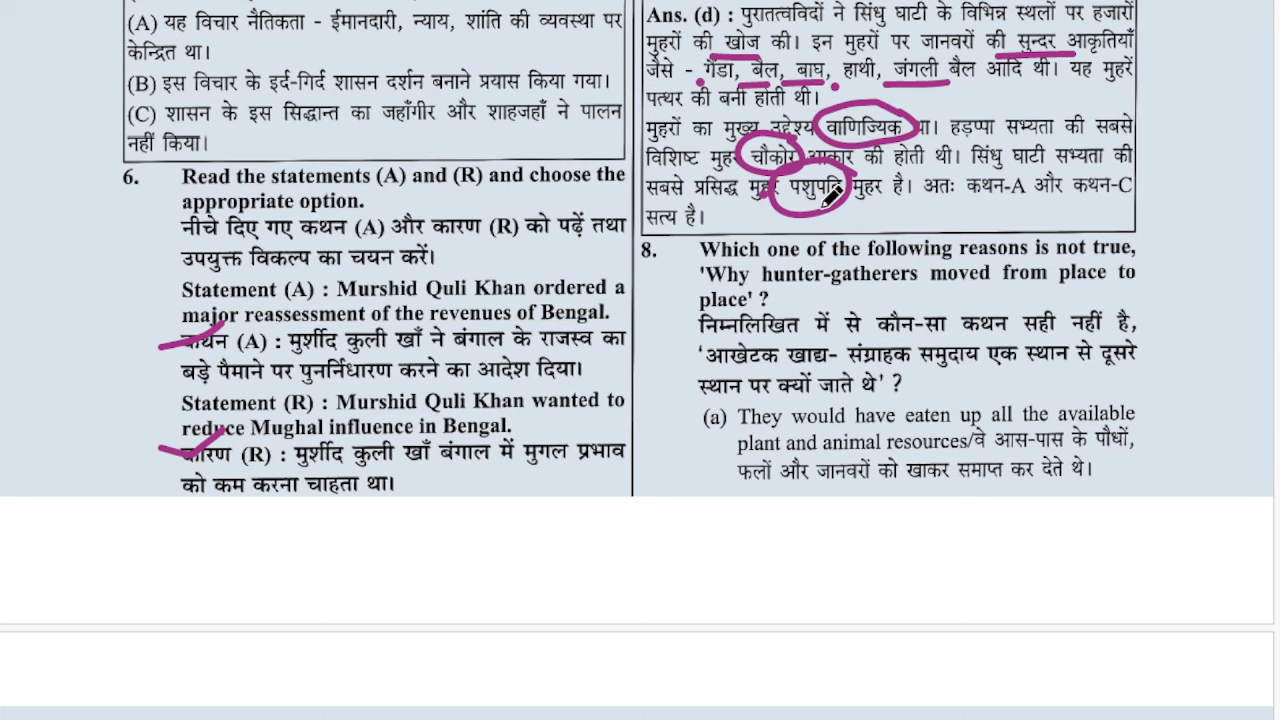 (A) यह विचार नैतिकता - ईमानदारी, न्याय, शांति की व्यवस्था पर
केन्द्रित था।
(B) इस विचार के इर्द-गिर्द शासन दर्शन बनाने प्रयास किया गया।
(C) शासन के इस सिद्धान्त का जहाँगीर और शाहजहाँ ने पालन
नहीं किया।
6. Read the statements (A) and (R) and choose the
appropriate option.
नीचे दिए गए कथन (A) और कारण (R) को पढ़ें तथा
उपयुक्त विकल्प का चयन करें।
Statement (A) : Murshid Quli Khan ordered a
major reassessment of the revenues of Bengal.
कथन (A) : मुर्शीद कुली खाँ ने बंगाल के राजस्व का
बड़े पैमाने पर पुनर्निधारण करने का आदेश दिया।
Statement (R) : Murshid Quli Khan wanted to
reduce Mughal influence in Bengal.
कारण (R) : मुर्शीद कुली खाँ बंगाल में मुगल प्रभाव
को कम करना चाहता था।
Ans. (d) : पुरातत्वविदों ने सिंधु घाटी के विभिन्न स्थलों पर हजारों
मुहरों की खोज की। इन मुहरों पर जानवरों की सुन्दर आकृतियाँ
जैसे - गैंडा, बैल, बाघ, हाथी, जंगली बैल आदि थी। यह मुहरें
पत्थर की बनी होती थी।
मुहरों का मुख्य उद्देश्य वाणिज्यिक था। हड़प्पा सभ्यता की सबसे
विशिष्ट मुहर चौकोर आकार की होती थी। सिंधु घाटी सभ्यता की
सबसे प्रसिद्ध मुहर पशुपति मुहर है। अतः कथन-A और कथन-C
सत्य है।
8. Which one of the following reasons is not true,
'Why hunter-gatherers moved from place to
place' ?
निम्नलिखित में से कौन-सा कथन सही नहीं है,
'आखेटक खाद्य- संग्राहक समुदाय एक स्थान से दूसरे
स्थान पर क्यों जाते थे' ?
(a) They would have eaten up all the available
plant and animal resources/वे आस-पास के पौधों,
फलों और जानवरों को खाकर समाप्त कर देते थे।